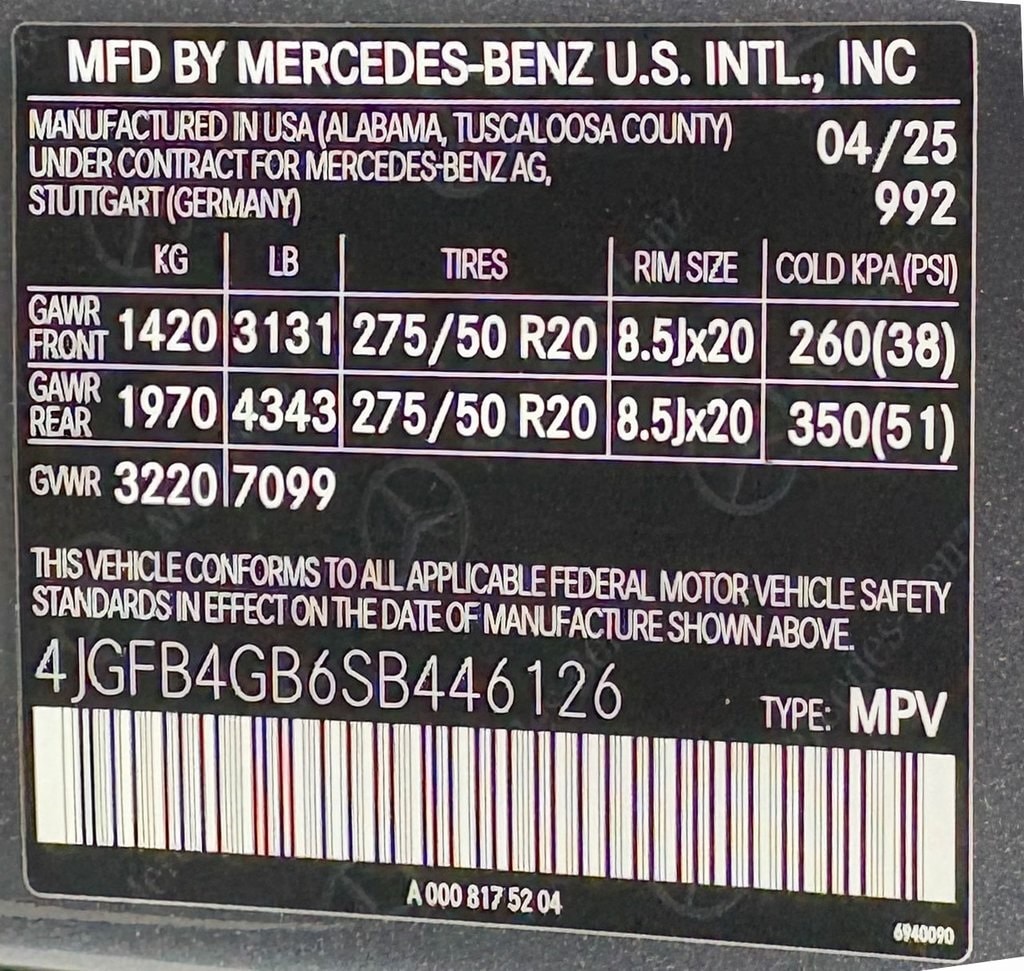 MFD BY MERCEDES-BENZ U.S. INTL., INC
MANUFACTURED IN USA (ALABAMA, TUSCALOOSA COUNTY) 04/25
UNDER CONTRACT FOR MERCEDES-BENZ AG,
STUTTGART (GERMANY) 992
KG LB TIRES RIM SIZE COLD KPA (PSI)
GAWR FRONT 1420 3131 275/50 R20 8.5Jx20 260(38)
GAWR REAR 1970 4343 275/50 R20 8.5Jx20 350(51)
GVWR 3220 7099
THIS VEHICLE CONFORMS TO ALL APPLICABLE FEDERAL MOTOR VEHICLE SAFETY
STANDARDS IN EFFECT ON THE DATE OF MANUFACTURE SHOWN ABOVE.
4JGFB4GB6SB446126
TYPE: MPV
A 000 817 52 04
6940090